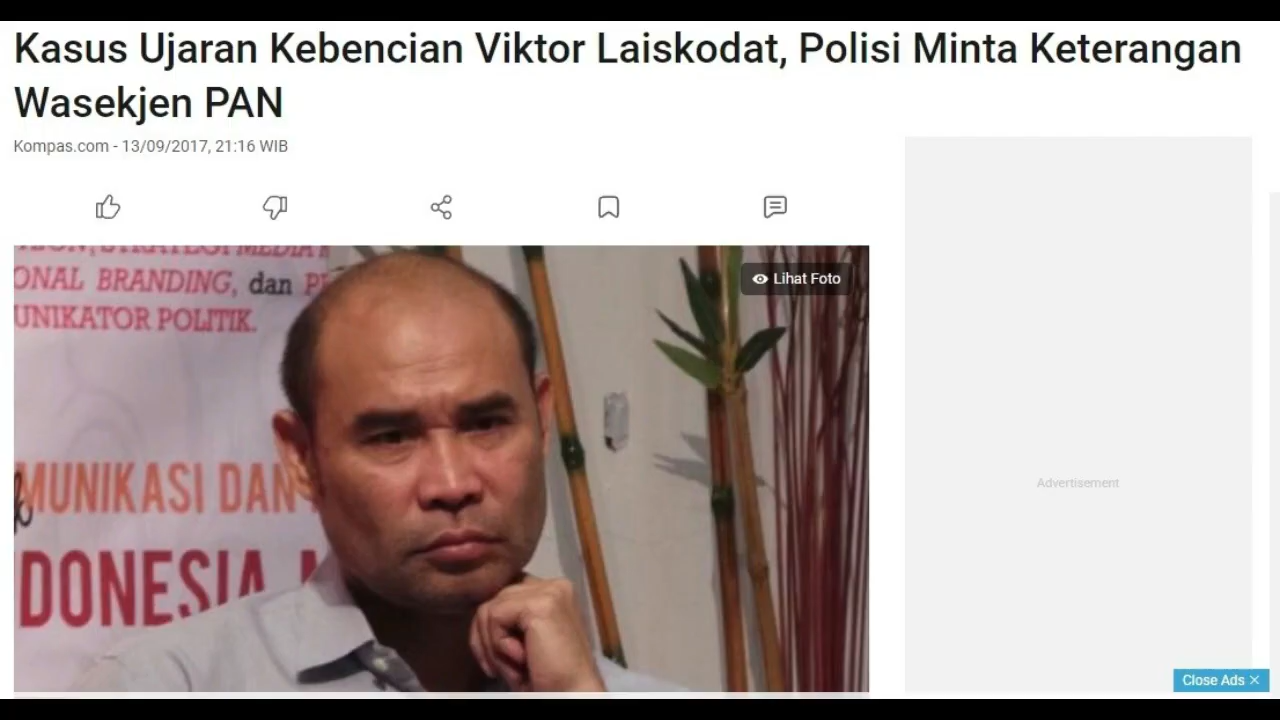 Kasus Ujaran Kebencian Viktor Laiskodat, Polisi Minta Keterangan
Wasekjen PAN
Kompas.com - 13/09/2017, 21:16 WIB
Lihat Foto
ONAL BRANDING, dan
UNIKATOR POLITIK.
MUNIKASI DAN
DONESIA
Advertisement
Close Ads ×